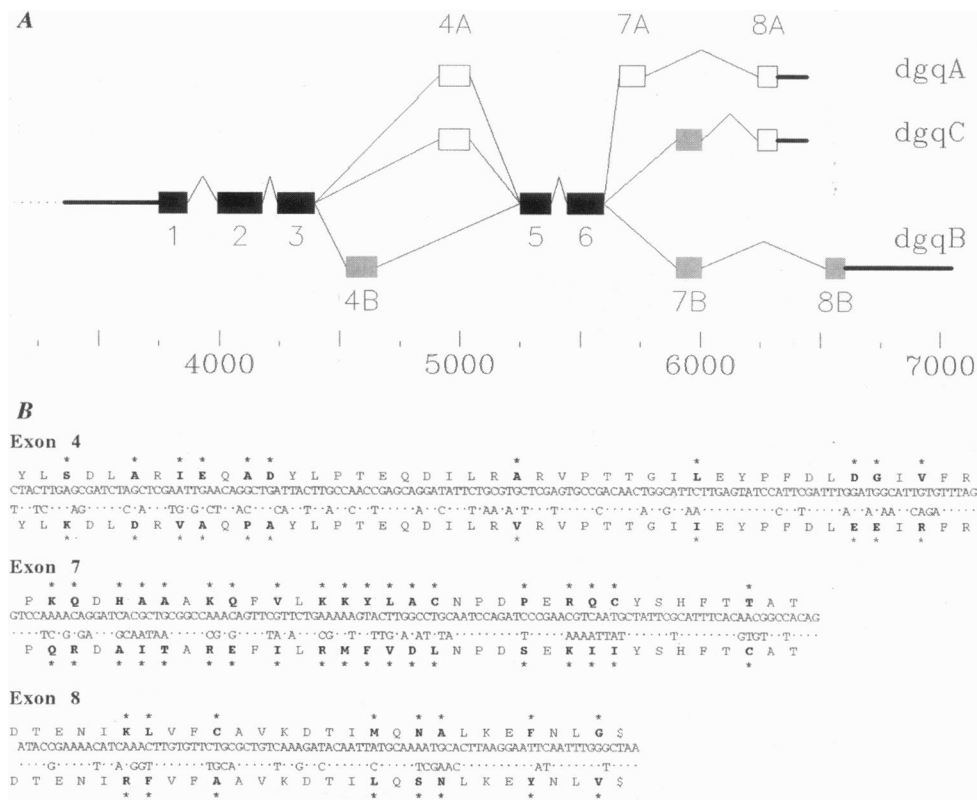 A
4A 7A 8A
dgqA
dgqC
1 2 3 5 6
dgqB
4B 7B 8B
4000 5000 6000 7000
B
Exon 4
* * * * * * * * * * *
Y L S D L A R I E Q A D Y L P T E Q D I L R A R V P T T G I L E Y P F D L D G I V F R
CTACTTGAGCGATCTAGCTCGAATTGAACAGGCTGATTACTTGCCAACCGAGCAGGATATTCTGCGTGCTCGAGTGCCGACAACTGGCATTCTTGAGTATCCATTCGATTTGGATGGCATTGTGTTTAG
Y L K D L D R V A Q P A Y L P T E Q D I L R V R V P T T G I I E Y P F D L E E I R F R
* * * * * * * * * * *
Exon 7
* * * * * * * * * * * * * * * * * *
P K Q D H A A A K Q F V L K K Y L A C N P D P E R Q C Y S H F T T A T
GTCCAAAACAGGATCACGCTGCGGCCAAACAGTTCGTTCTGAAAAAGTACTTGGCCTGCAATCCAGATCCCGAACGTCAATGCTATTCGCATTTCACAACGGCCACAG
P Q R D A I T A R E F I L R M F V D L N P D S E K I I Y S H F T C A T
* * * * * * * * * * * * * * * * * *
Exon 8
* * * * * * * *
D T E N I K L V F C A V K D T I M Q N A L K E F N L G $
ATACCGAAAACATCAAACTTGTGTTCTGCGCTGTCAAAGATACAATTATGCAAAATGCACTTAAGGAATTCAATTTGGGCTAA
D T E N I R F V F A A V K D T I L Q S N L K E Y N L V $
* * * * * * * *